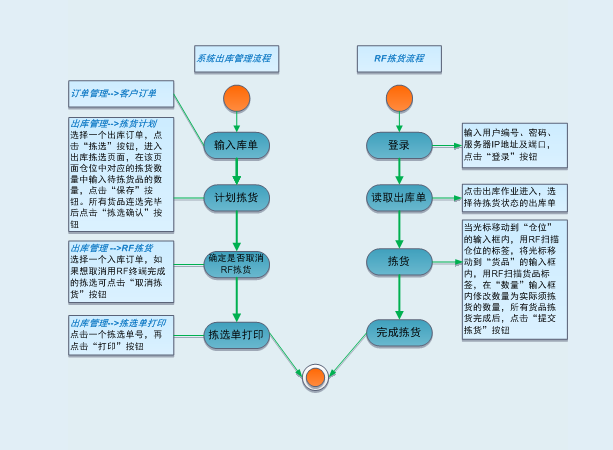 系统出库管理流程
RF拣货流程
订单管理-->客户订单
出库管理-->拣货计划
选择一个出库订单，点
击“拣选”按钮，进入
出库拣选页面，在该页
面仓位中对应的拣货数
量中输入待拣货品的数
量，点击“保存”按
钮。所有货品连选完毕
后点击“拣选确认”按
钮
出库管理-->RF拣货
选择一个入库订单，如
果想取消用RF终端完成
的拣选可点击“取消拣
货”按钮
出库管理-->拣选单打印
点击一个拣选单号，再
点击“打印”按钮
输入库单
计划拣货
确定是否取消
RF拣货
拣选单打印
登录
读取出库单
拣货
完成拣货
输入用户编号、密码、
服务器IP地址及端口，
点击“登录”按钮
点击出库作业进入，选
择待拣货状态的出库单
当光标移动到“仓位”
的输入框内，用RF扫描
仓位的标签，将光标移
动到“货品”的输入框
内，用RF扫描货品标
签，在“数量”输入框
内修改数量为实际须拣
货的数量，所有货品拣
货完成后，点击“提交
拣货”按钮